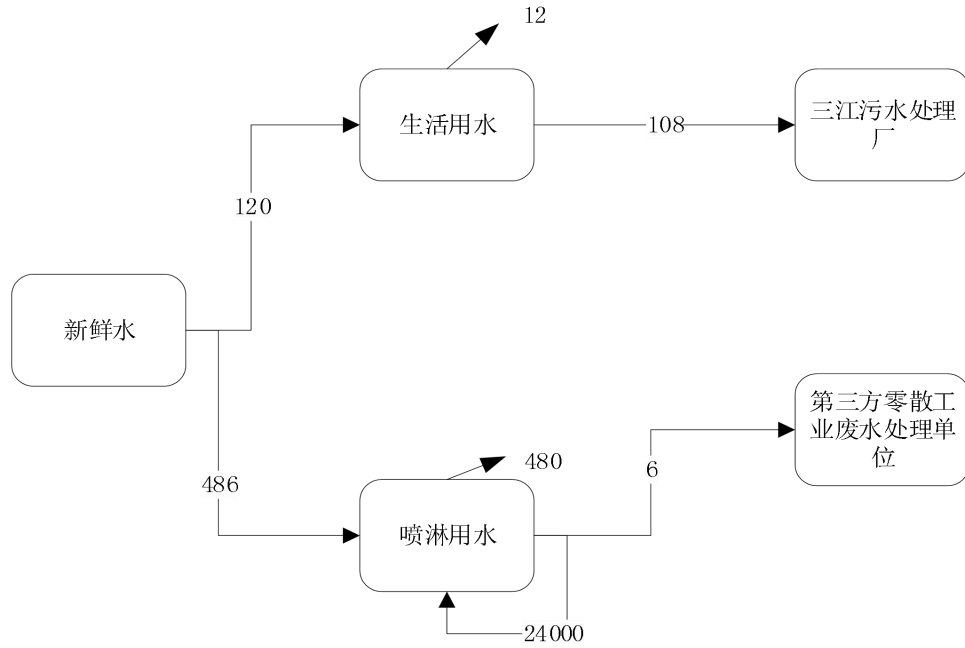 12
生活用水
108
三江污水处理
厂
120
新鲜水
486
480
喷淋用水
6
第三方零散工
业废水处理单
位
24000